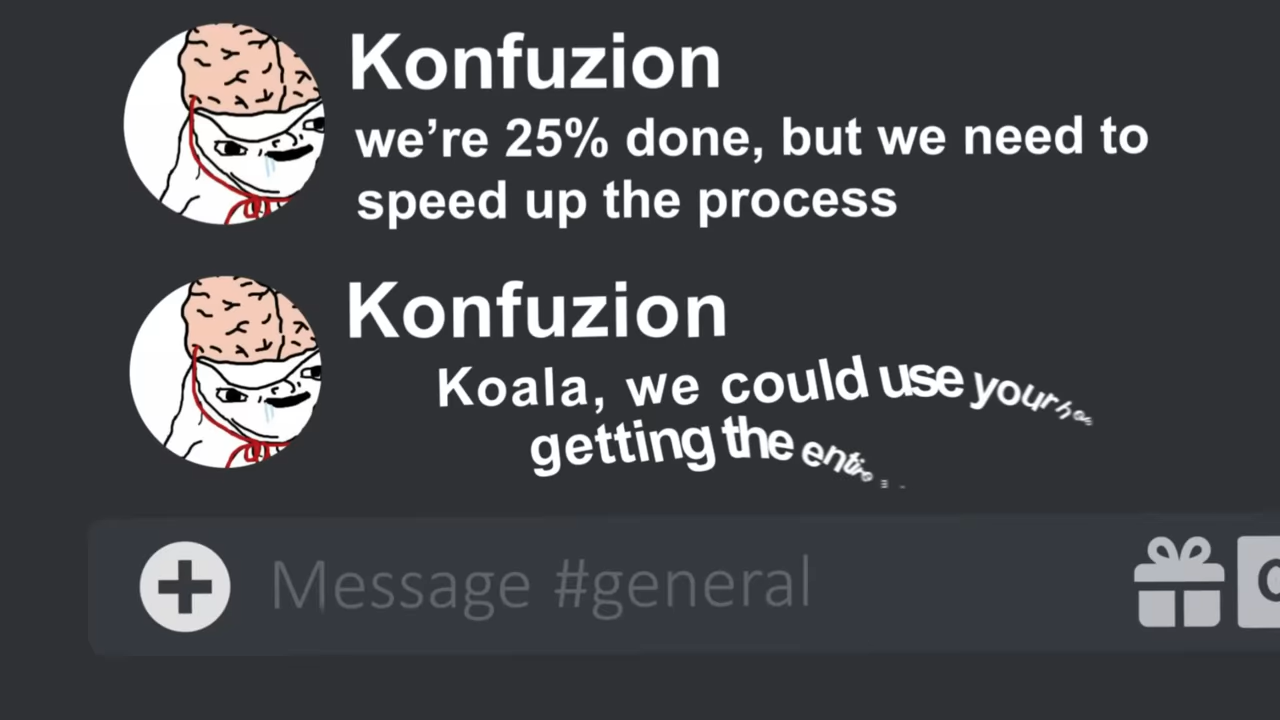 Konfuzion
we’re 25% done, but we need to
speed up the process
Konfuzion
Koala, we could use your
getting the
Message #general